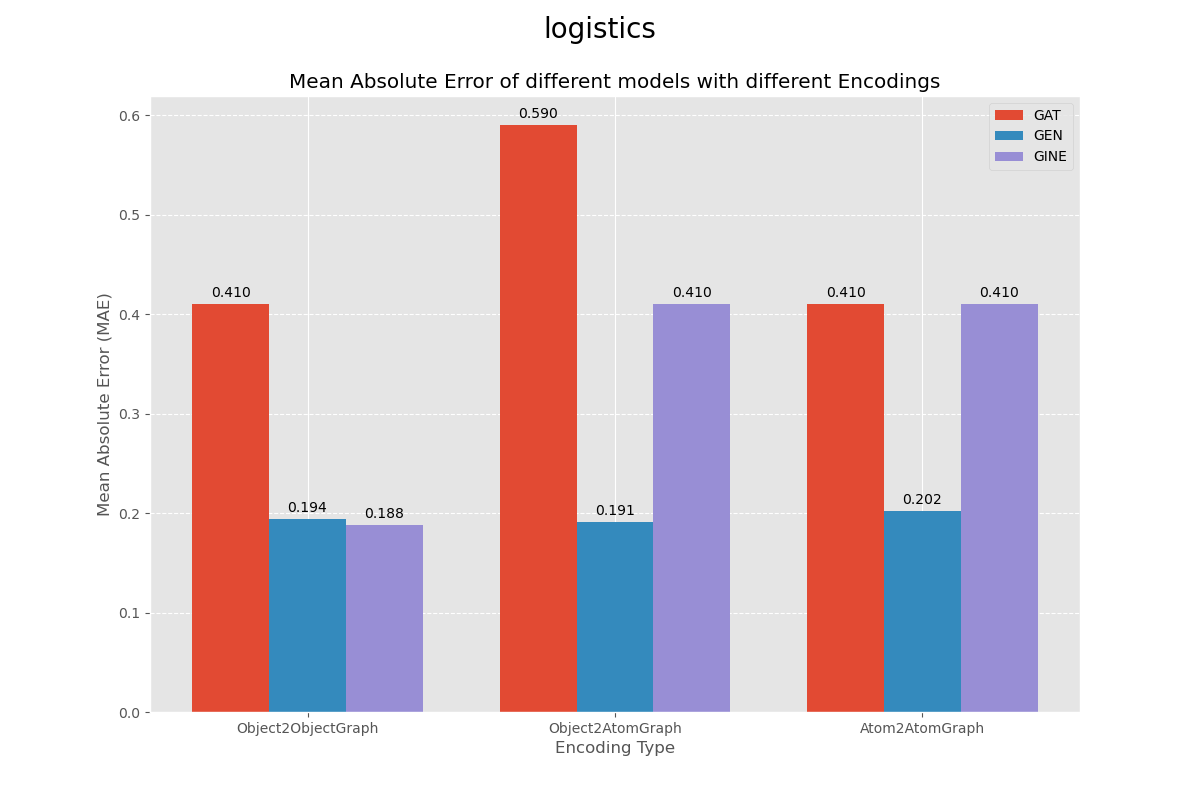 logistics
Mean Absolute Error of different models with different Encodings
GAT
GEN
GINE
Mean Absolute Error (MAE)
0.6
0.5
0.4
0.3
0.2
0.1
0.0
0.410
0.194
0.188
0.590
0.191
0.410
0.410
0.202
0.410
Object2ObjectGraph
Object2AtomGraph
Atom2AtomGraph
Encoding Type